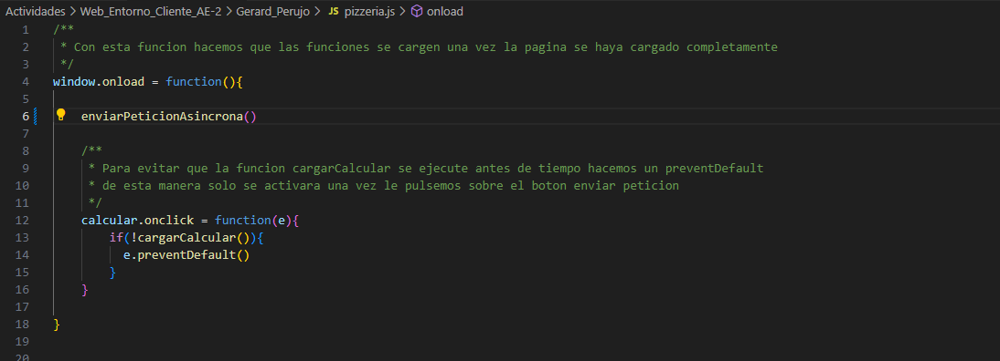 Actividades > Web_Entorno_Cliente_AE-2 > Gerard_Perujo > JS pizzeria.js > onload
1 /**
2 * Con esta funcion hacemos que las funciones se cargen una vez la pagina se haya cargado completamente
3 */
4 window.onload = function(){
5
6 enviarPeticionAsincrona()
7
8 /**
9 * Para evitar que la funcion cargarCalcular se ejecute antes de tiempo hacemos un preventDefault
10 * de esta manera solo se activara una vez le pulsemos sobre el boton enviar peticion
11 */
12 calcular.onclick = function(e){
13 if(!cargarCalcular()){
14 e.preventDefault()
15 }
16 }
17
18 }
19
20